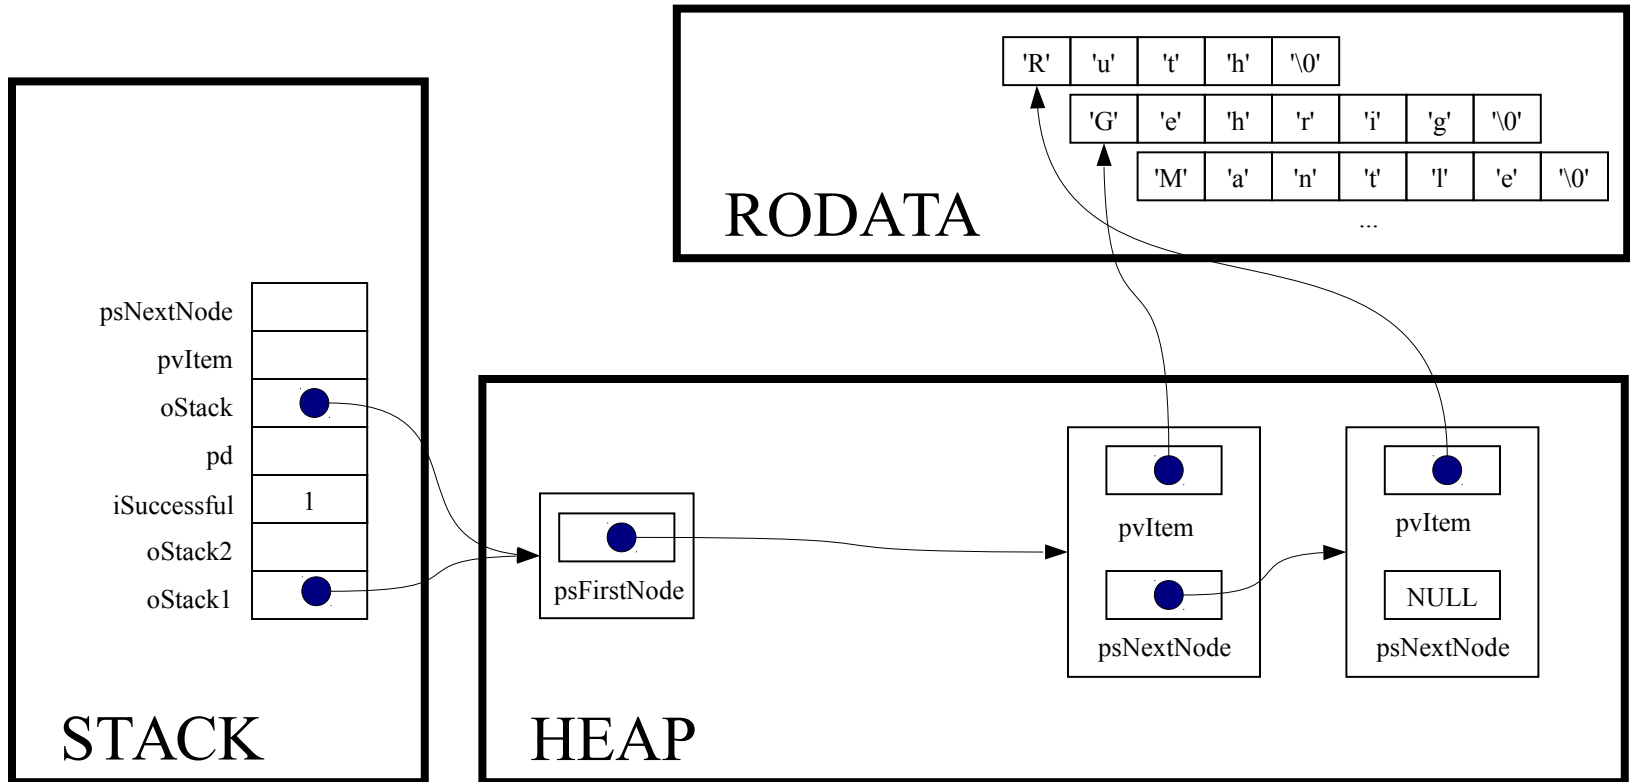 'R' 'u' 't' 'h' '\0'
'G' 'e' 'h' 'r' 'i' 'g' '\0'
'M' 'a' 'n' 't' 'l' 'e' '\0'
...
RODATA
psNextNode
pvItem
oStack
pd
iSuccessful 1
oStack2
oStack1
STACK
psFirstNode
pvItem
psNextNode
pvItem
NULL
psNextNode
HEAP